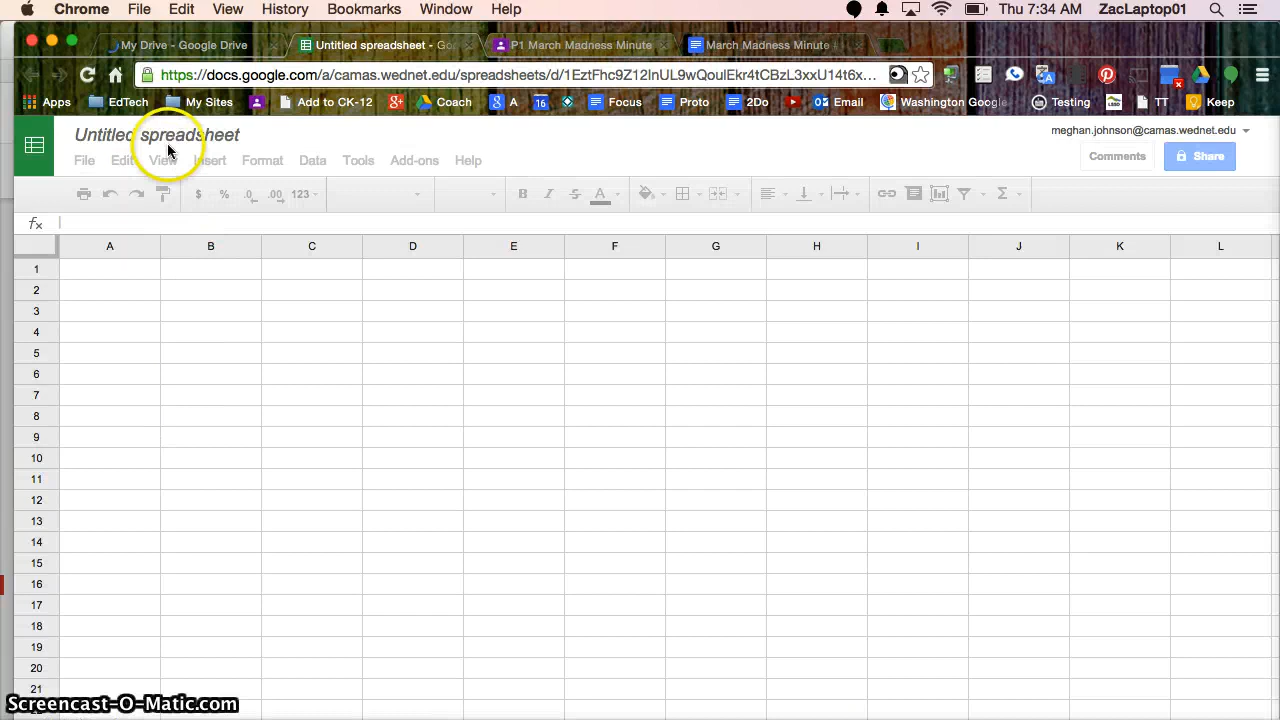 Chrome File Edit View History Bookmarks Window Help Thu 7:34 AM ZacLaptop01
My Drive - Google Drive Untitled spreadsheet - Go P1 March Madness Minute March Madness Minute
https://docs.google.com/a/camas.wednet.edu/spreadsheets/d/1EztFhc9Z12InUL9wQouIEkr4tCBzL3xxU14t6x...
Apps EdTech My Sites Add to CK-12 Coach A 16 Focus Proto 2Do Email Washington Google Testing TT Keep
Untitled spreadsheet
meghan.johnson@camas.wednet.edu
File Edit View Insert Format Data Tools Add-ons Help
Comments Share
$ % .0 .00 123 B I S A Σ
fx
A B C D E F G H I J K L
1
2
3
4
5
6
7
8
9
10
11
12
13
14
15
16
17
18
19
20
21
Screencast-O-Matic.com